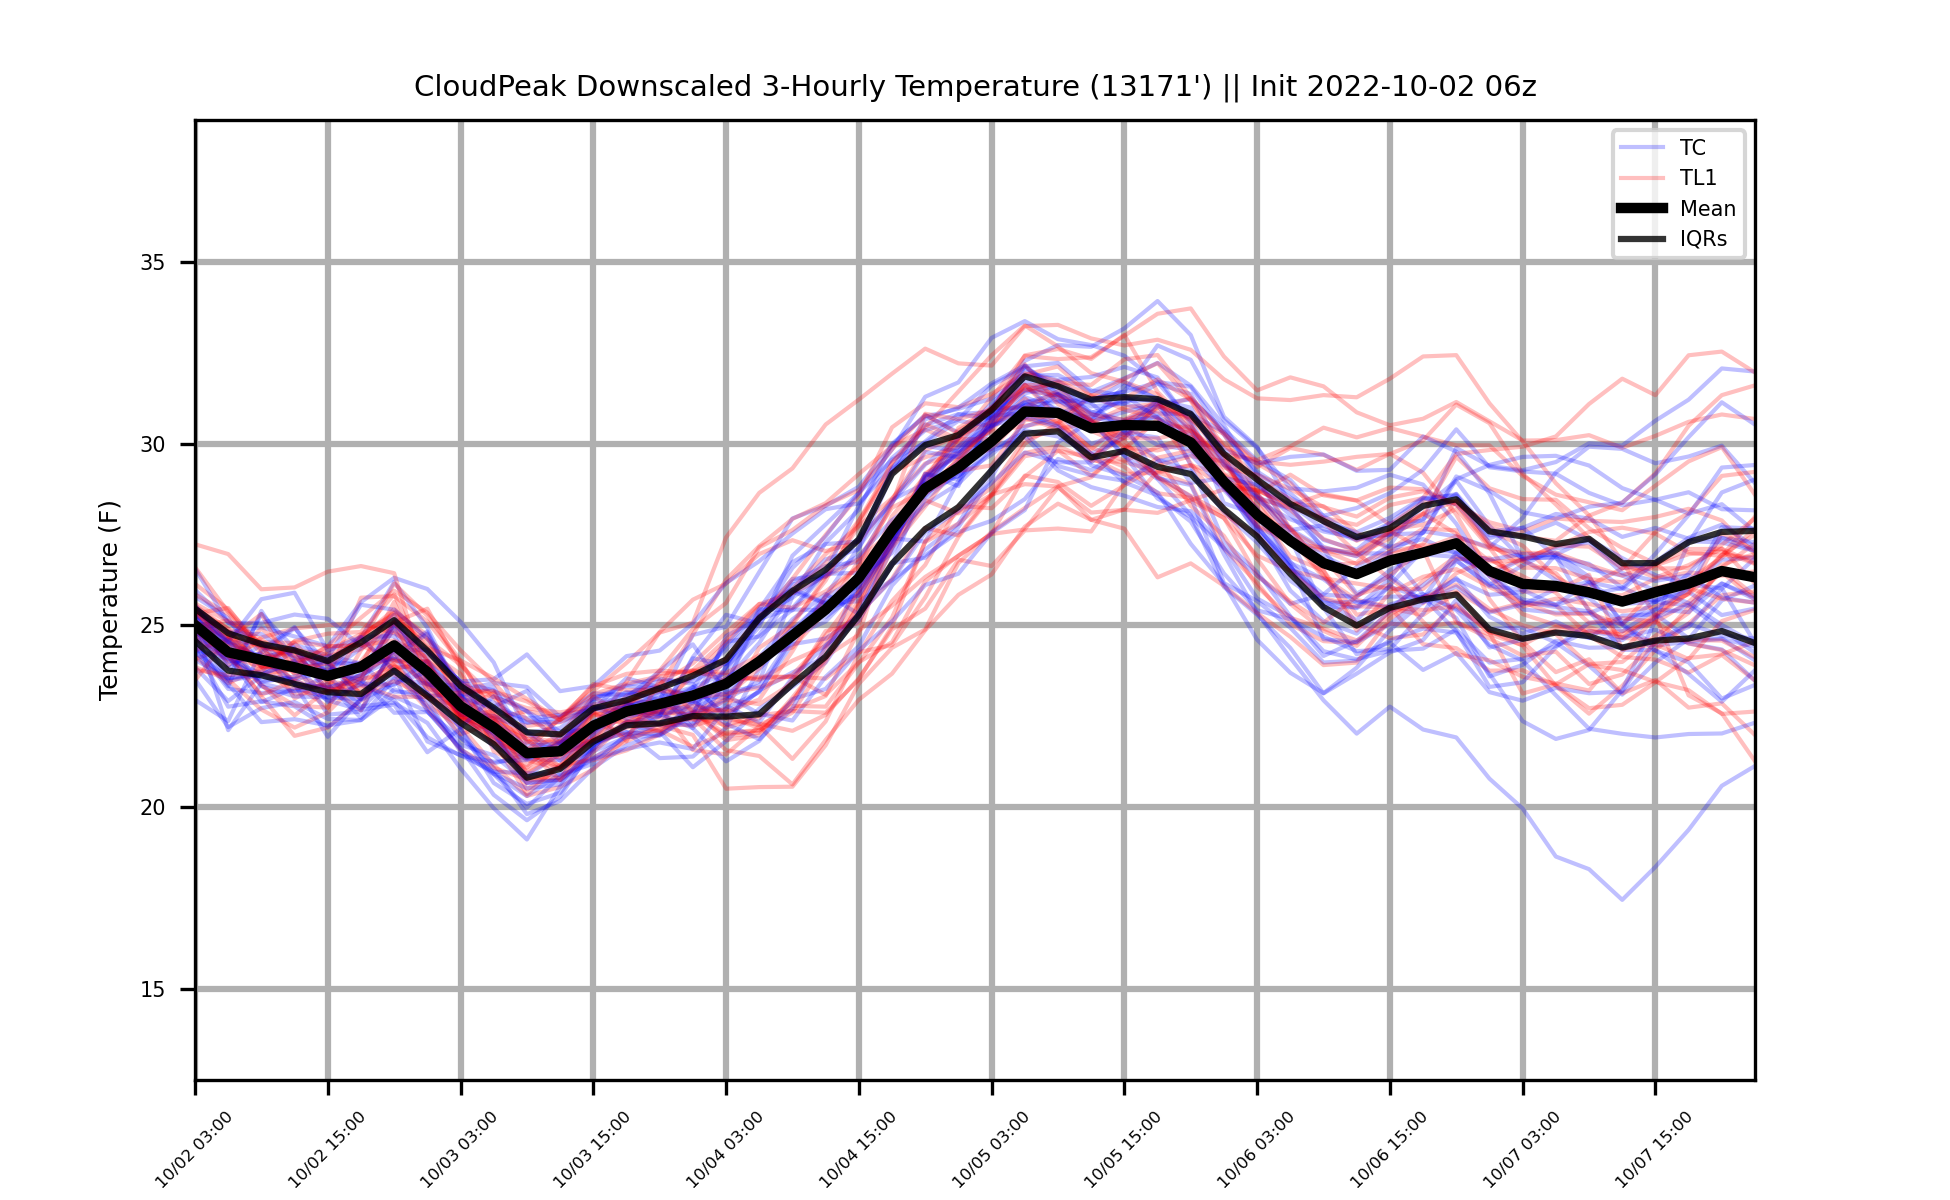 CloudPeak Downscaled 3-Hourly Temperature (13171') || Init 2022-10-02 06z
TC
TL1
Mean
IQRs
Temperature (F)
35
30
25
20
15
10/02 03:00
10/02 15:00
10/03 03:00
10/03 15:00
10/04 03:00
10/04 15:00
10/05 03:00
10/05 15:00
10/06 03:00
10/06 15:00
10/07 03:00
10/07 15:00